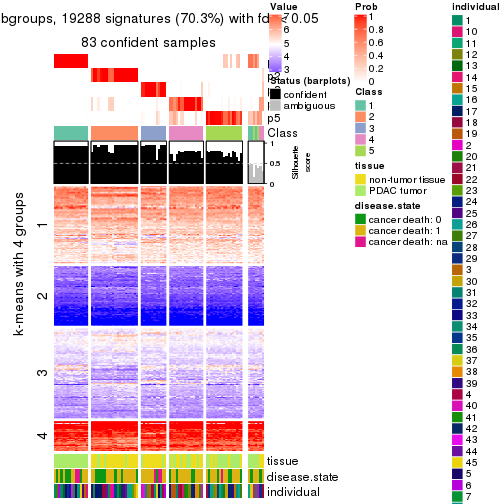 bgroups, 19288 signatures (70.3%) with fd
0.05
83 confident samples
p5
Class
1
0.5
0
Silhouette
score
k-means with 4 groups
1
2
3
4
tissue
disease.state
individual
Value
6
5
4
3
Status (barplots)
confident
ambiguous
Prob
1
0.8
0.6
0.4
0.2
0
Class
1
2
3
4
5
tissue
non-tumor tissue
PDAC tumor
disease.state
cancer death: 0
cancer death: 1
cancer death: na
individual
1
10
11
12
13
14
15
16
17
18
19
2
20
21
22
23
24
25
26
27
28
29
3
30
31
32
33
34
35
36
37
38
39
4
40
41
42
43
44
45
5
6
7